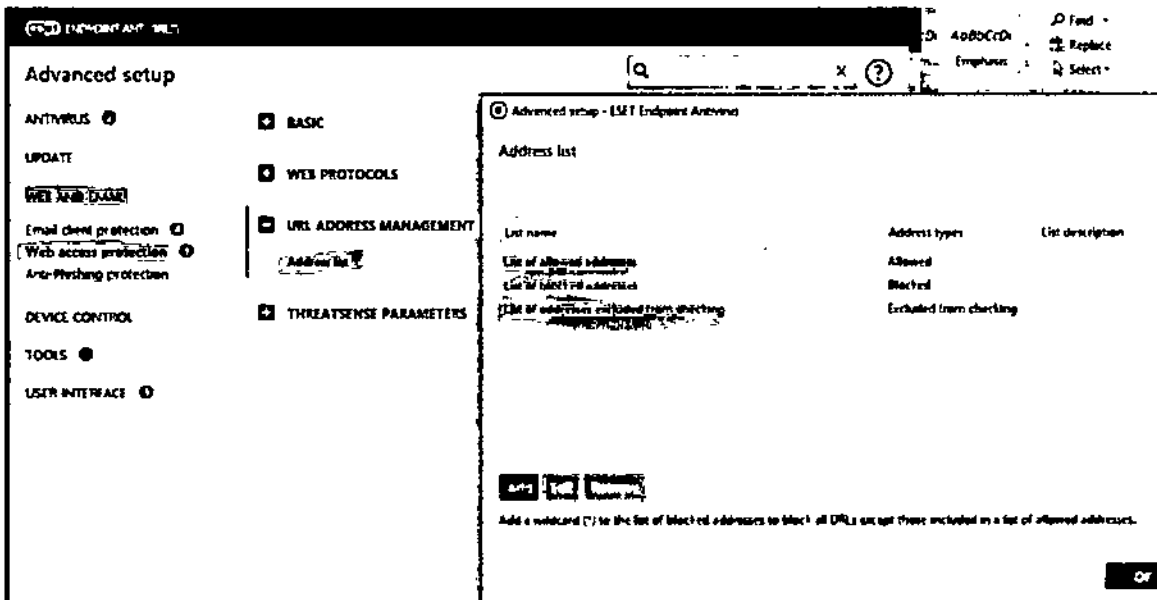 Find
AaBbCcDc
Replace
Emphasis
Select
Advanced setup
ANTIVIRUS
BASIC
UPDATE
WEB PROTOCOLS
WEB AND EMAIL
Email client protection
URL ADDRESS MANAGEMENT
Web access protection
Address list
Anti-Phishing protection
DEVICE CONTROL
THREATSENSE PARAMETERS
TOOLS
USER INTERFACE
Advanced setup - ESET Endpoint Antivirus
Address list
List name Address types List description
List of allowed addresses Allowed
List of blocked addresses Blocked
List of addresses excluded from checking Excluded from checking
Add
Add a wildcard (*) to the list of blocked addresses to block all URLs except those included in a list of allowed addresses.